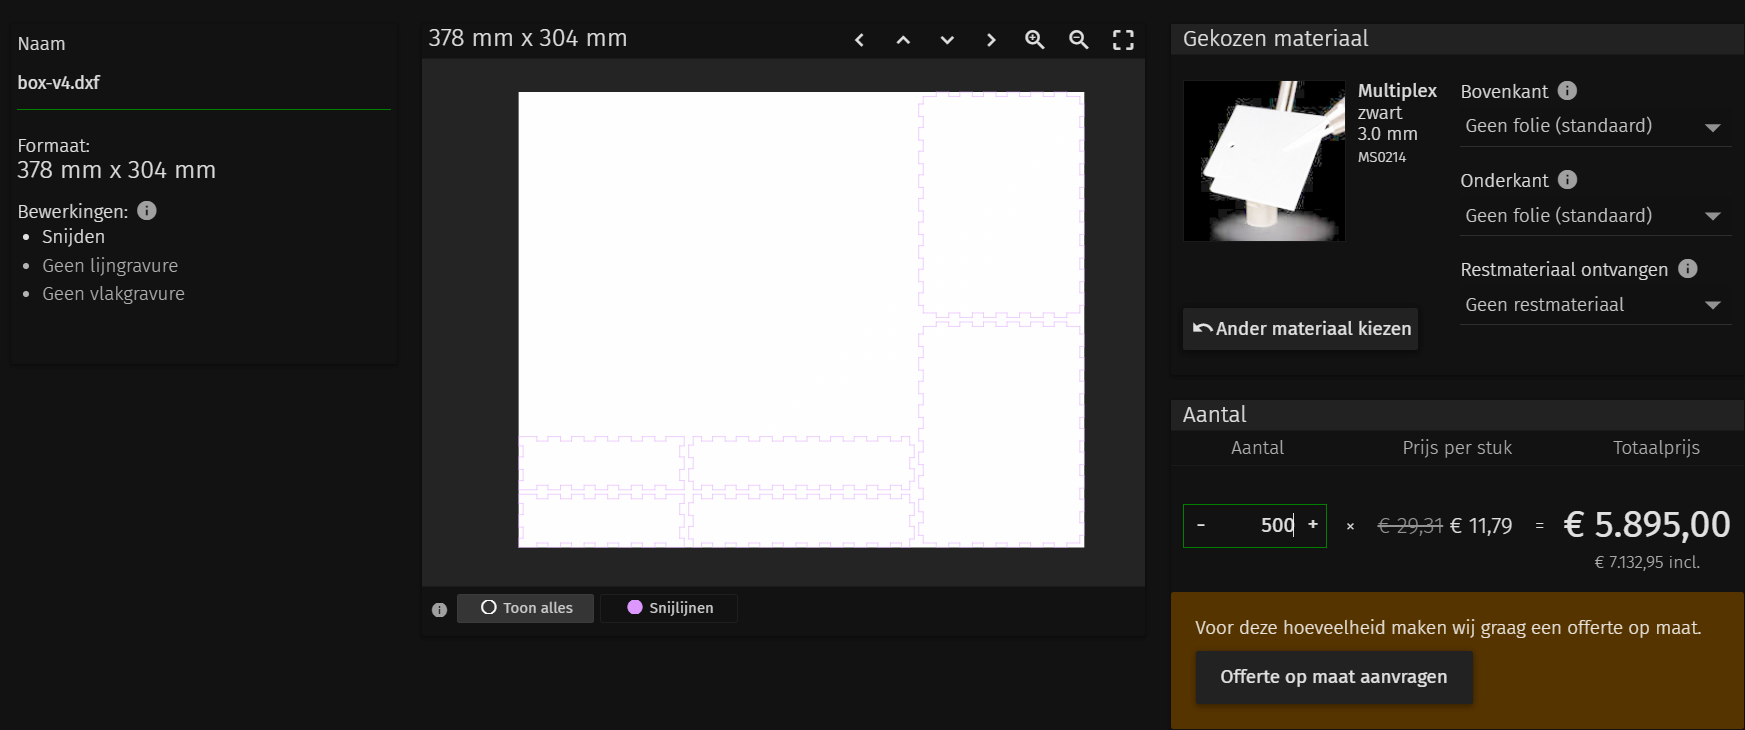 Naam
box-v4.dxf
Formaat:
378 mm x 304 mm
Bewerkingen:
Snijden
Geen lijngravure
Geen vlakgravure
378 mm x 304 mm
Toon alles
Snijlijnen
Gekozen materiaal
Multiplex
zwart
3.0 mm
MS0214
Bovenkant
Geen folie (standaard)
Onderkant
Geen folie (standaard)
Restmateriaal ontvangen
Geen restmateriaal
Ander materiaal kiezen
Aantal
Aantal Prijs per stuk Totaalprijs
- 500 + × € 29,31 € 11,79 = € 5.895,00
€ 7.132,95 incl.
Voor deze hoeveelheid maken wij graag een offerte op maat.
Offerte op maat aanvragen